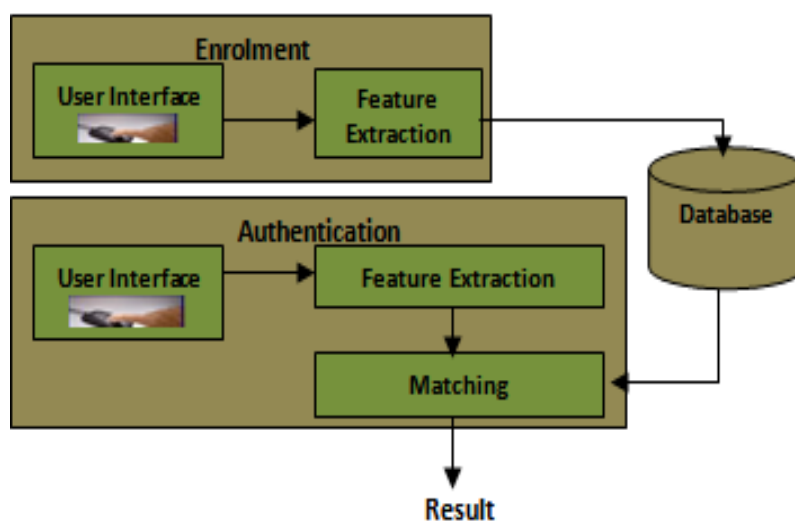 Enrolment
User Interface
Feature
Extraction
Database
Authentication
User Interface
Feature Extraction
Matching
Result